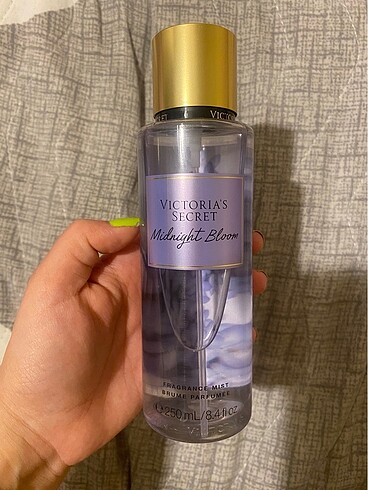 VICTORIA'S
SECRET
Midnight Bloom
FRAGRANCE MIST
BRUME PARFUMÉE
250 mL/8.4 fl oz